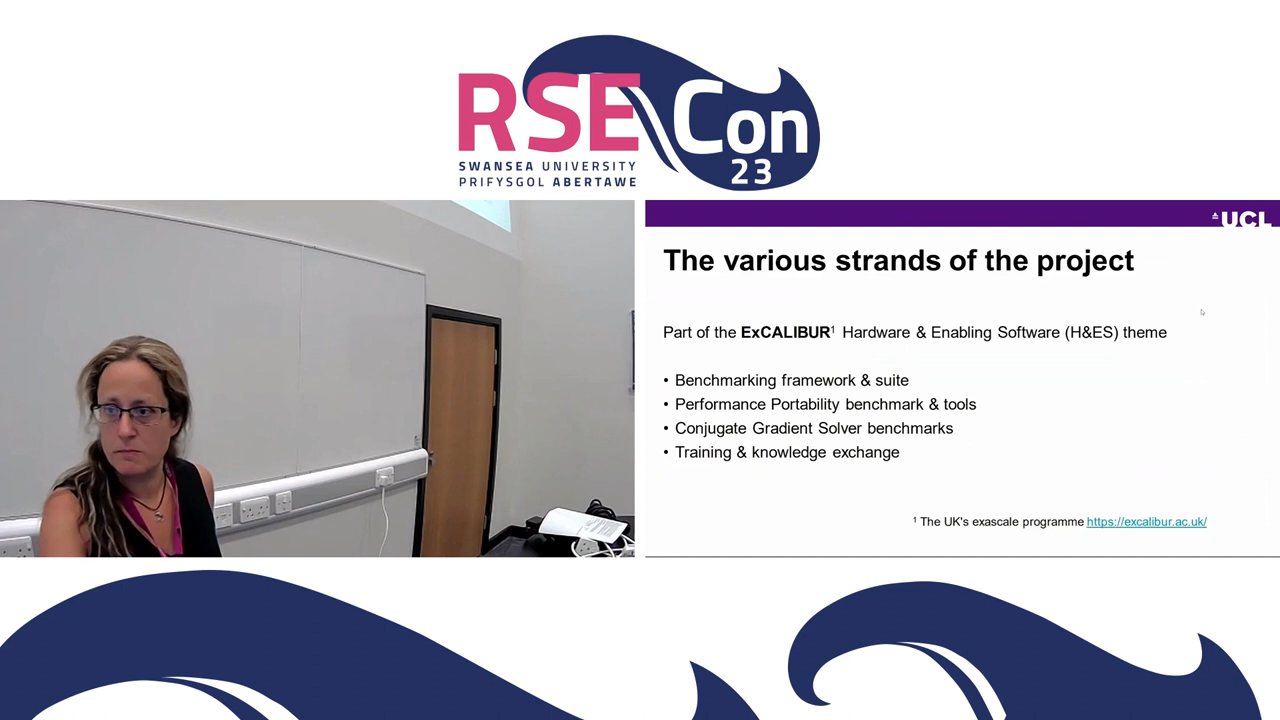 RSE Con
23
SWANSEA UNIVERSITY
PRIFYSGOL ABERTAWE
UCL
The various strands of the project
Part of the ExCALIBUR¹ Hardware & Enabling Software (H&ES) theme
• Benchmarking framework & suite
• Performance Portability benchmark & tools
• Conjugate Gradient Solver benchmarks
• Training & knowledge exchange
¹ The UK's exascale programme https://excalibur.ac.uk/